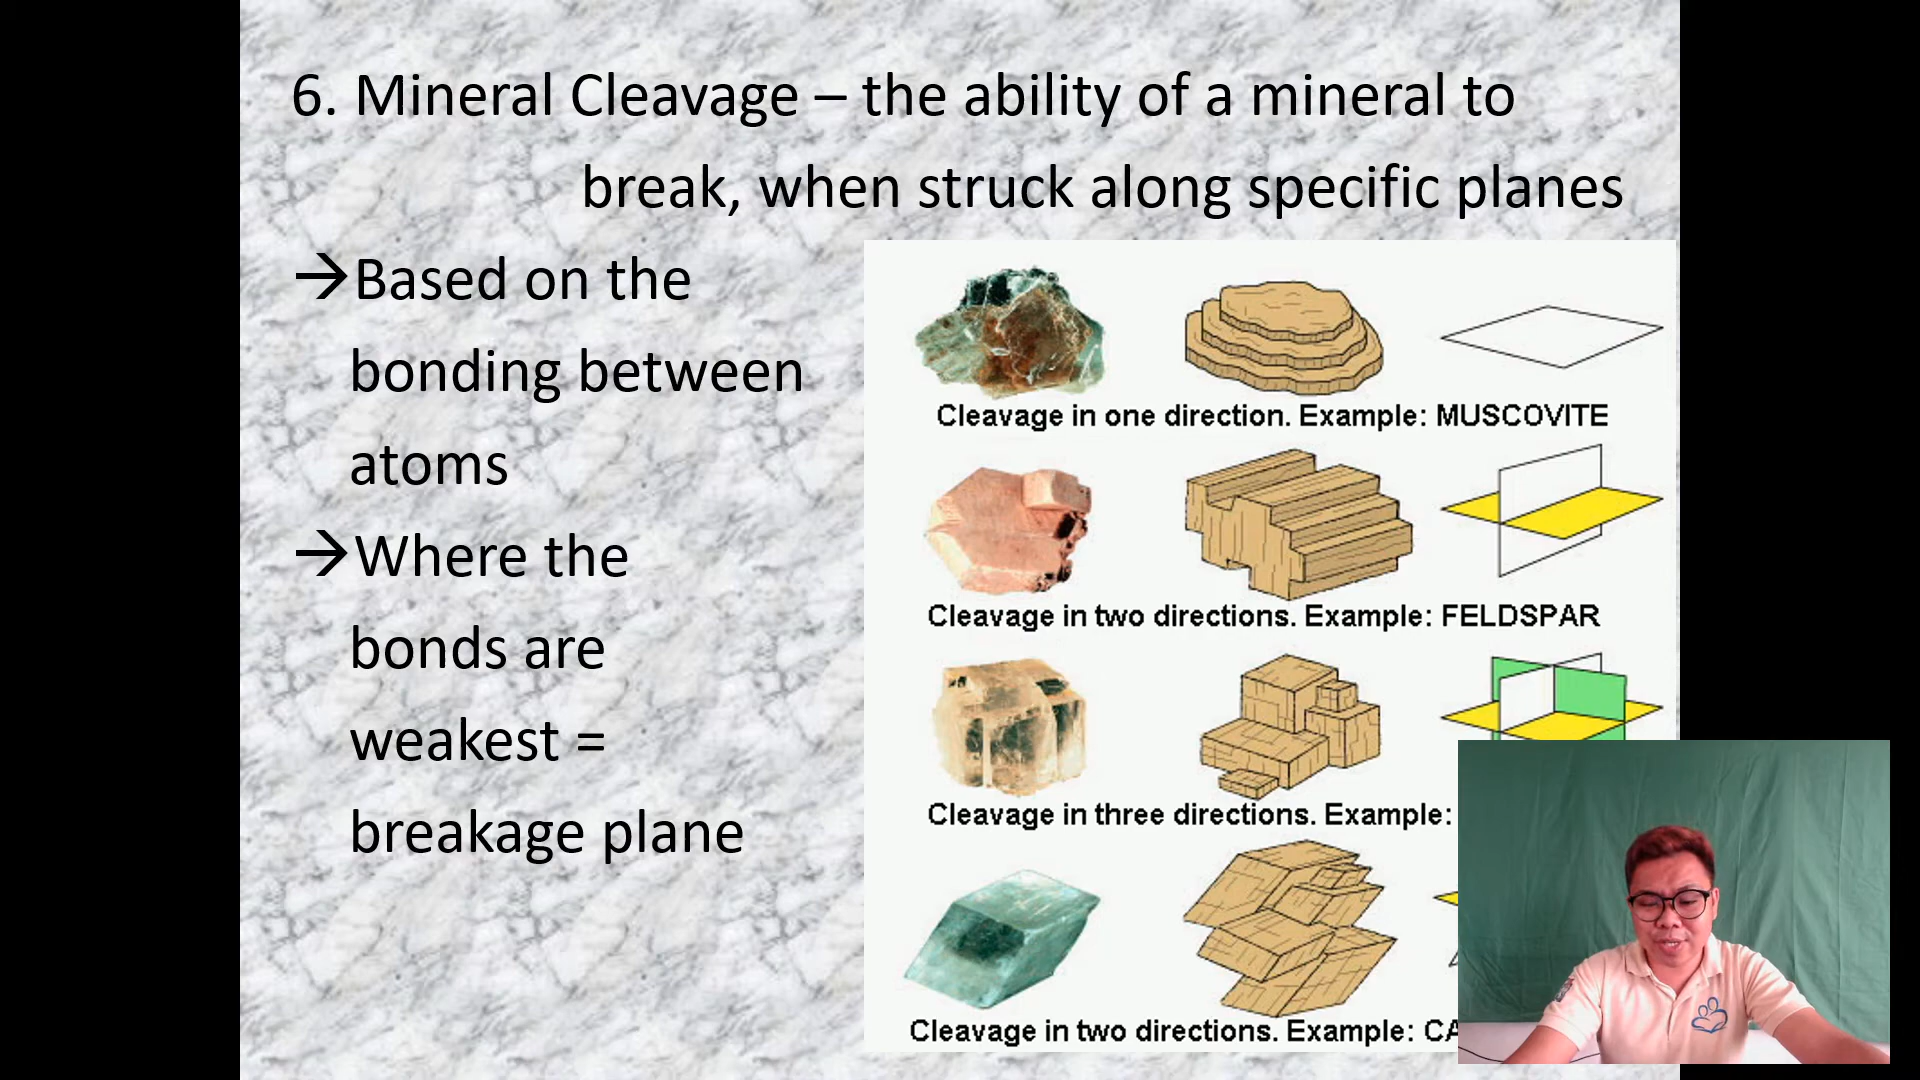 6. Mineral Cleavage – the ability of a mineral to
break, when struck along specific planes
→Based on the
bonding between
atoms
→Where the
bonds are
weakest =
breakage plane
Cleavage in one direction. Example: MUSCOVITE
Cleavage in two directions. Example: FELDSPAR
Cleavage in three directions. Example:
Cleavage in two directions. Example: CA